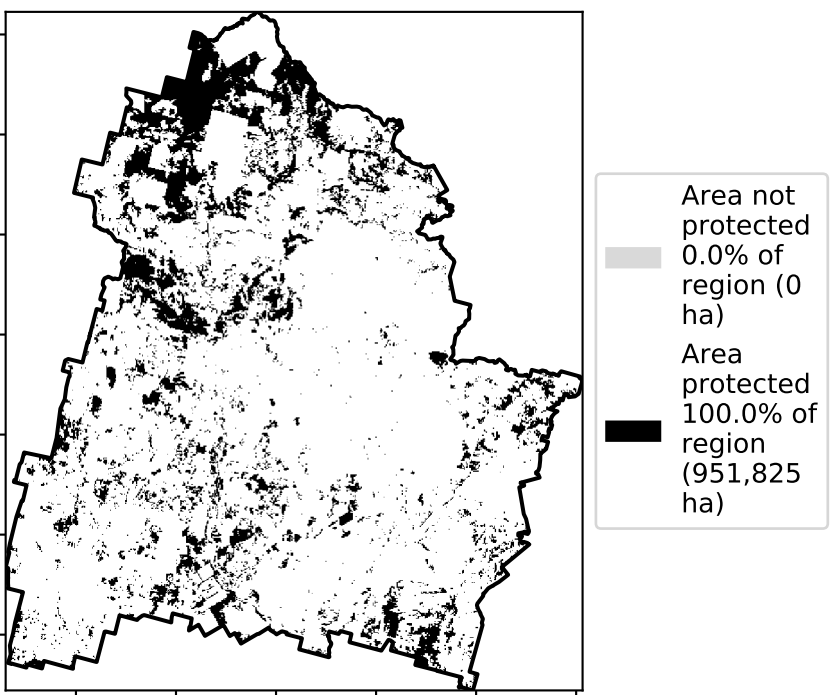 Area not
protected
0.0% of
region (0
ha)
Area
protected
100.0% of
region
(951,825
ha)